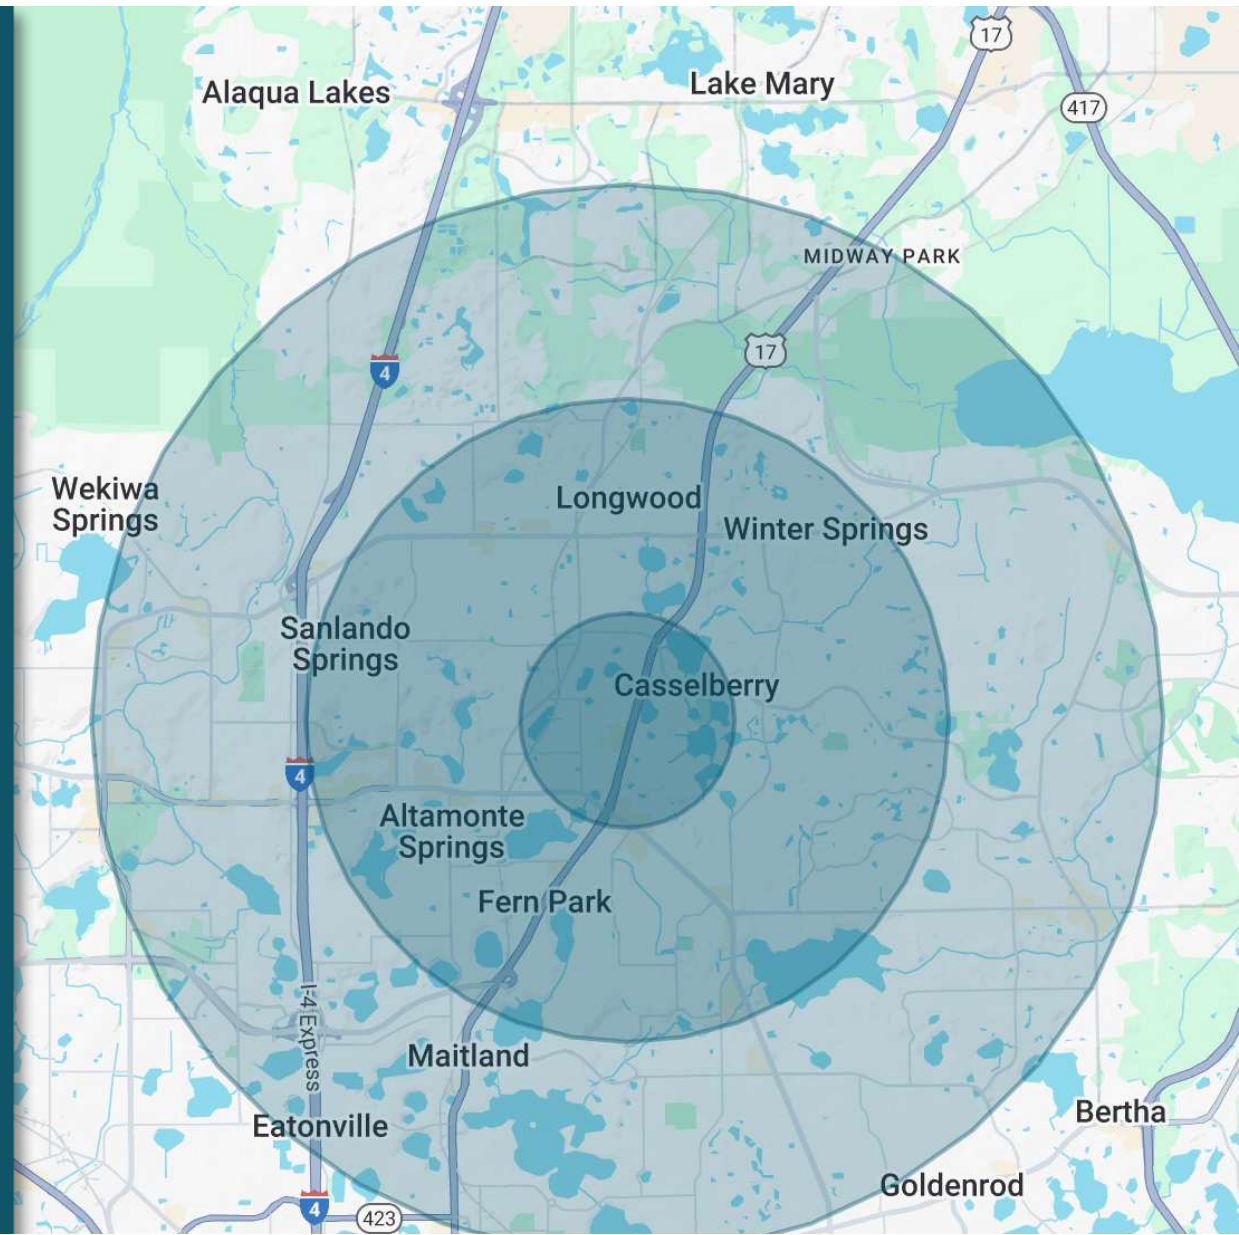 17
Alaqua Lakes
Lake Mary
417
MIDWAY PARK
17
4
Wekiwa
Springs
Longwood
Winter Springs
Sanlando
Springs
Casselberry
4
Altamonte
Springs
Fern Park
I-4 Express
Maitland
Bertha
Eatonville
Goldenrod
4
423